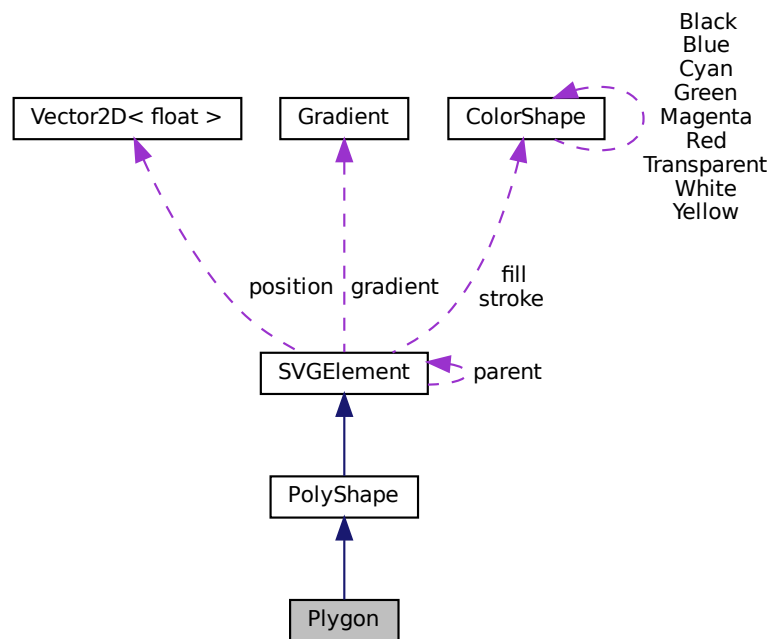 Black
Blue
Cyan
Green
Magenta
Red
Transparent
White
Yellow
Vector2D< float >
Gradient
ColorShape
position
gradient
fill
stroke
SVGElement
parent
PolyShape
Plygon